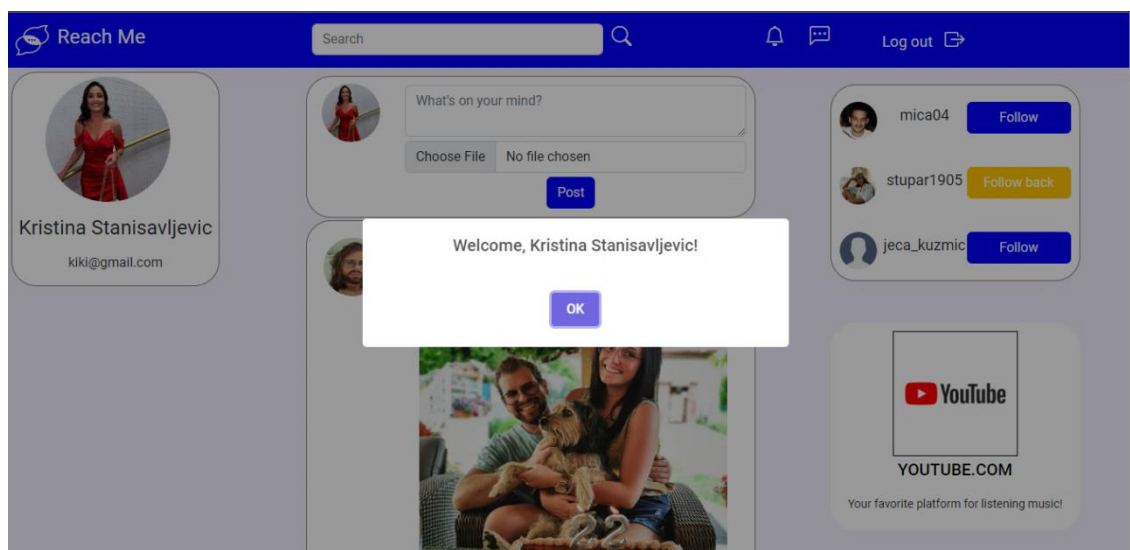 Reach Me
Search
Log out
Kristina Stanisavljevic
kiki@gmail.com
What's on your mind?
Choose File No file chosen
Post
Welcome, Kristina Stanisavljevic!
OK
22
mica04 Follow
stupar1905 Follow back
jeca_kuzmic Follow
YouTube
YOUTUBE.COM
Your favorite platform for listening music!